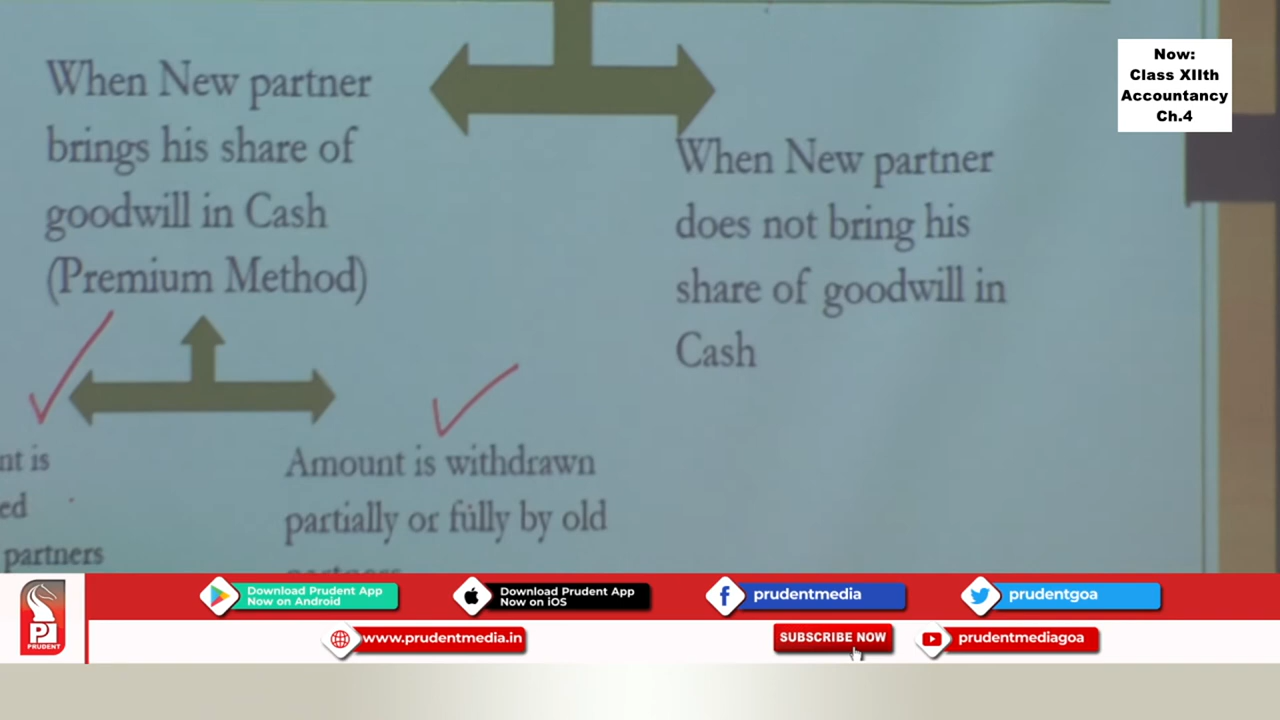 When New partner
brings his share of
goodwill in Cash
(Premium Method)
When New partner
does not bring his
share of goodwill in
Cash
nt is
ed
partners
Amount is withdrawn
partially or fully by old
partners
Now:
Class XIIth
Accountancy
Ch.4
PRUDENT
Download Prudent App
Now on Android
Download Prudent App
Now on iOS
prudentmedia
prudentgoa
www.prudentmedia.in
SUBSCRIBE NOW
prudentmediagoa